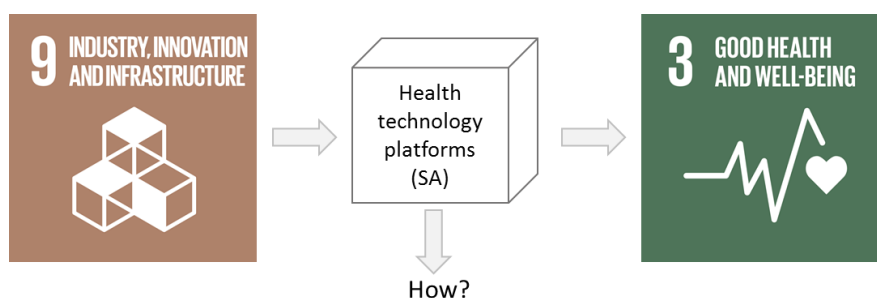 9 INDUSTRY, INNOVATION
AND INFRASTRUCTURE
Health
technology
platforms
(SA)
3 GOOD HEALTH
AND WELL-BEING
How?